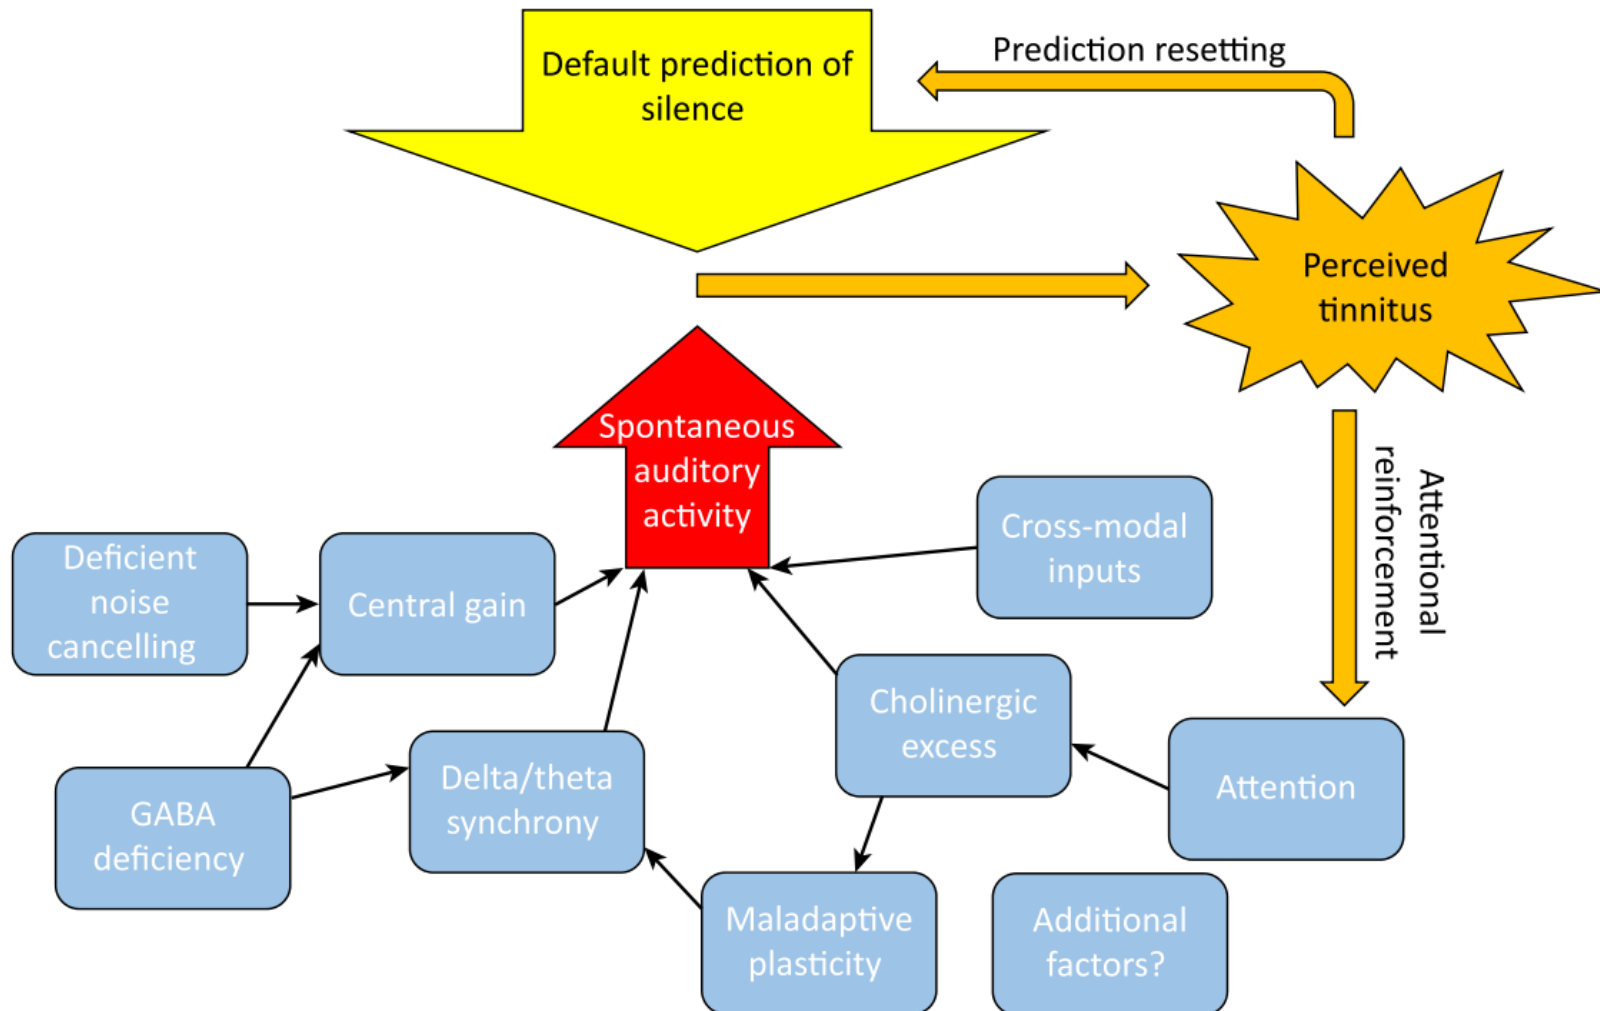 Default prediction of
silence
Prediction resetting
Perceived
tinnitus
Spontaneous
auditory
activity
Attentional
reinforcement
Cross-modal
inputs
Deficient
noise
cancelling
Central gain
Cholinergic
excess
Attention
Delta/theta
synchrony
GABA
deficiency
Maladaptive
plasticity
Additional
factors?